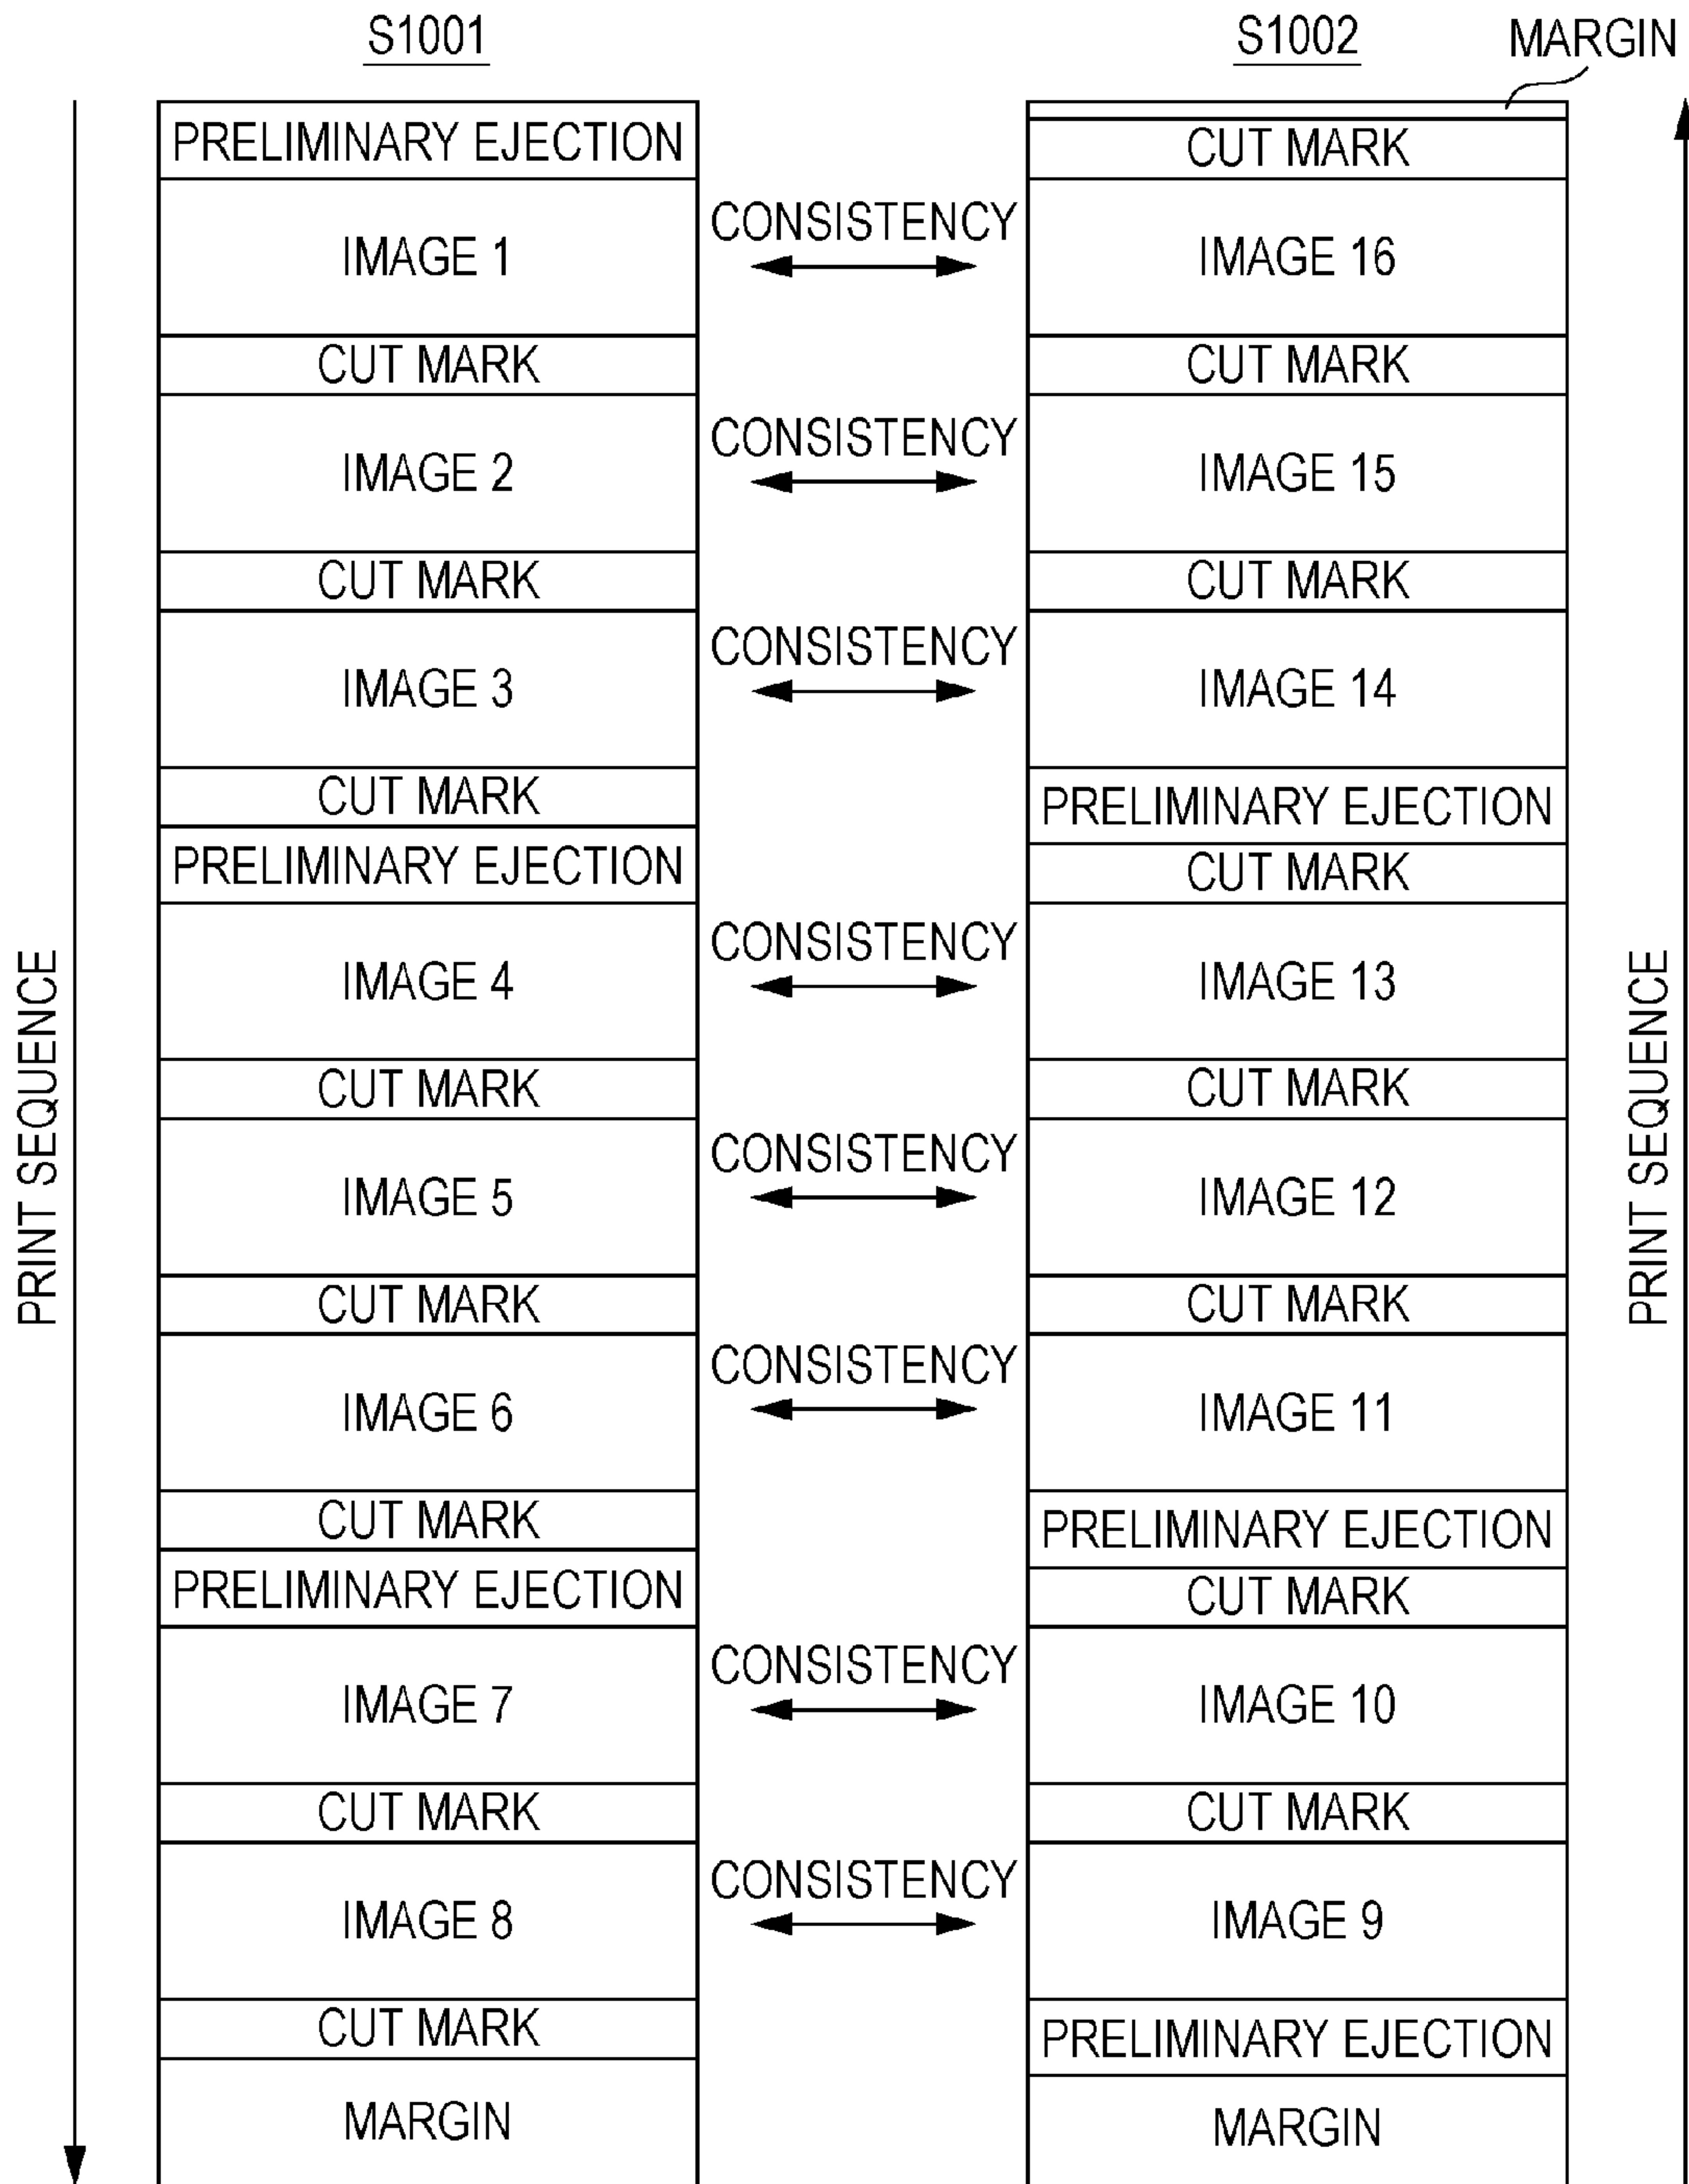 S1001
S1002
MARGIN
PRINT SEQUENCE
PRELIMINARY EJECTION
IMAGE 1
CUT MARK
IMAGE 2
CUT MARK
IMAGE 3
CUT MARK
PRELIMINARY EJECTION
IMAGE 4
CUT MARK
IMAGE 5
CUT MARK
IMAGE 6
CUT MARK
PRELIMINARY EJECTION
IMAGE 7
CUT MARK
IMAGE 8
CUT MARK
MARGIN
CONSISTENCY
CONSISTENCY
CONSISTENCY
CONSISTENCY
CONSISTENCY
CONSISTENCY
CONSISTENCY
CONSISTENCY
CUT MARK
IMAGE 16
CUT MARK
IMAGE 15
CUT MARK
IMAGE 14
PRELIMINARY EJECTION
CUT MARK
IMAGE 13
CUT MARK
IMAGE 12
CUT MARK
IMAGE 11
PRELIMINARY EJECTION
CUT MARK
IMAGE 10
CUT MARK
IMAGE 9
PRELIMINARY EJECTION
MARGIN
PRINT SEQUENCE